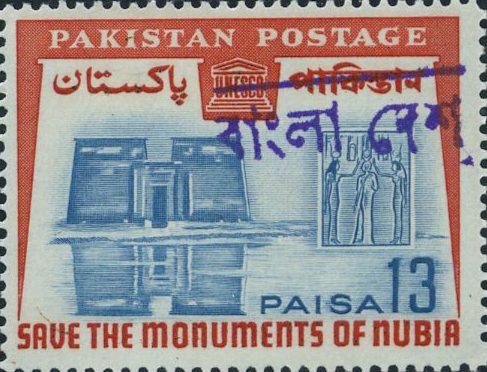 PAKISTAN POSTAGE
پاکستان UNESCO পাকিস্তান
বাংলা দেশ
PAISA 13
SAVE THE MONUMENTS OF NUBIA